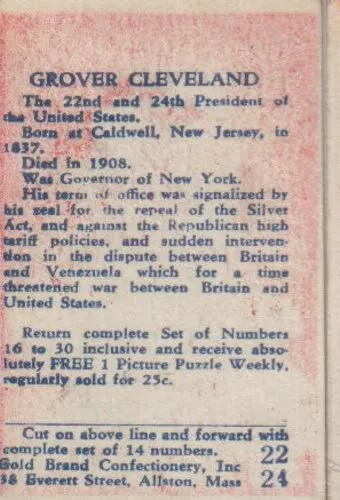 GROVER CLEVELAND
The 22nd and 24th President of
the United States.
Born at Caldwell, New Jersey, in
1837.
Died in 1908.
Was Governor of New York.
His term of office was signalized by
his zeal for the repeal of the Silver
Act, and against the Republican high
tariff policies, and sudden interven-
tion in the dispute between Britain
and Venezuela which for a time
threatened war between Britain and
United States.
Return complete Set of Numbers
16 to 30 inclusive and receive abso-
lutely FREE 1 Picture Puzzle Weekly,
regularly sold for 25c.
Cut on above line and forward with
complete set of 14 numbers. 22
Gold Brand Confectionery, Inc
38 Everett Street, Allston, Mass 24